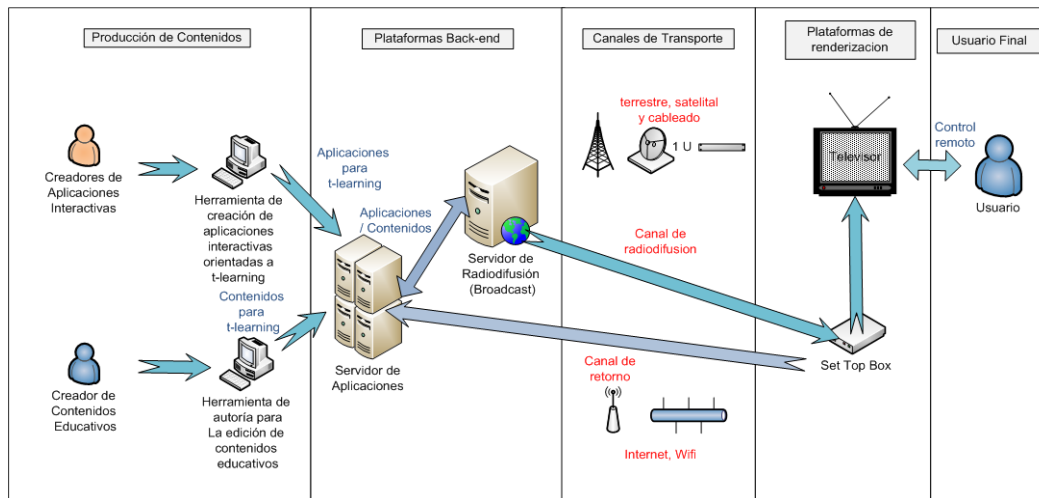 Producción de Contenidos
Plataformas Back-end
Canales de Transporte
Plataformas de
renderizacion
Usuario Final
Creadores de
Aplicaciones
Interactivas
Herramienta de
creación de
aplicaciones
interactivas
orientadas a
t-learning
Contenidos
para
t-learning
Creador de
Contenidos
Educativos
Herramienta de
autoría para
La edición de
contenidos
educativos
Aplicaciones
para
t-learning
Aplicaciones
/ Contenidos
Servidor de
Radiodifusión
(Broadcast)
Servidor de
Aplicaciones
terrestre, satelital
y cableado
1 U
Canal de
radiodifusion
Canal de
retorno
Internet, Wifi
Televisor
Set Top Box
Control
remoto
Usuario